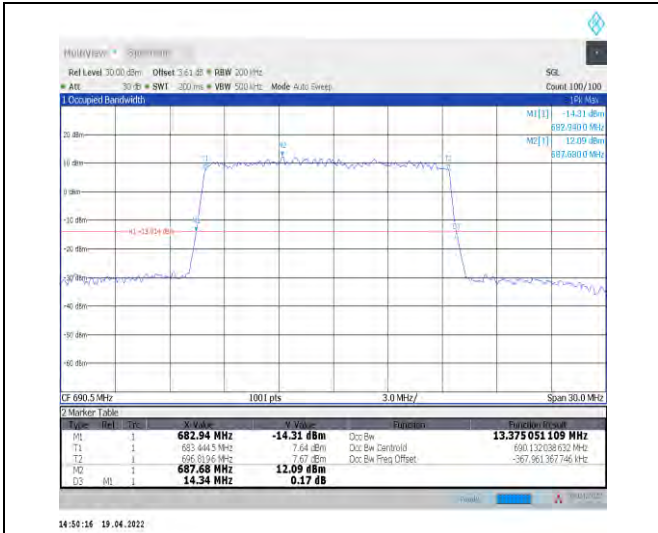 MultiView Spectrum
Ref Level 30.00 dBm Offset 3.61 dB RBW 200 kHz SGL
Att 30 dB SWT 200 ms VBW 500 kHz Mode Auto Sweep Count 100/100
1 Occupied Bandwidth 1Pk Max
M1[1] -14.31 dBm
682.9400 MHz
M2[1] 12.09 dBm
687.6800 MHz
20 dBm
10 dBm
0 dBm
-10 dBm
-20 dBm
-30 dBm
-40 dBm
-50 dBm
-60 dBm
M2
T1
T2
H1 -13.914 dBm
CF 690.5 MHz 1001 pts 3.0 MHz/ Span 30.0 MHz
2 Marker Table
Type Ref Trc X-Value Y-Value Function Function Result
M1 1 682.94 MHz -14.31 dBm Occ Bw 13.375 051 109 MHz
T1 1 683.4445 MHz 7.64 dBm Occ Bw Centroid 690.132 038 632 MHz
T2 1 696.8196 MHz 7.67 dBm Occ Bw Freq Offset -367.961 367 746 kHz
M2 1 687.68 MHz 12.09 dBm
D3 M1 1 14.34 MHz 0.17 dB
14:50:16 19.04.2022